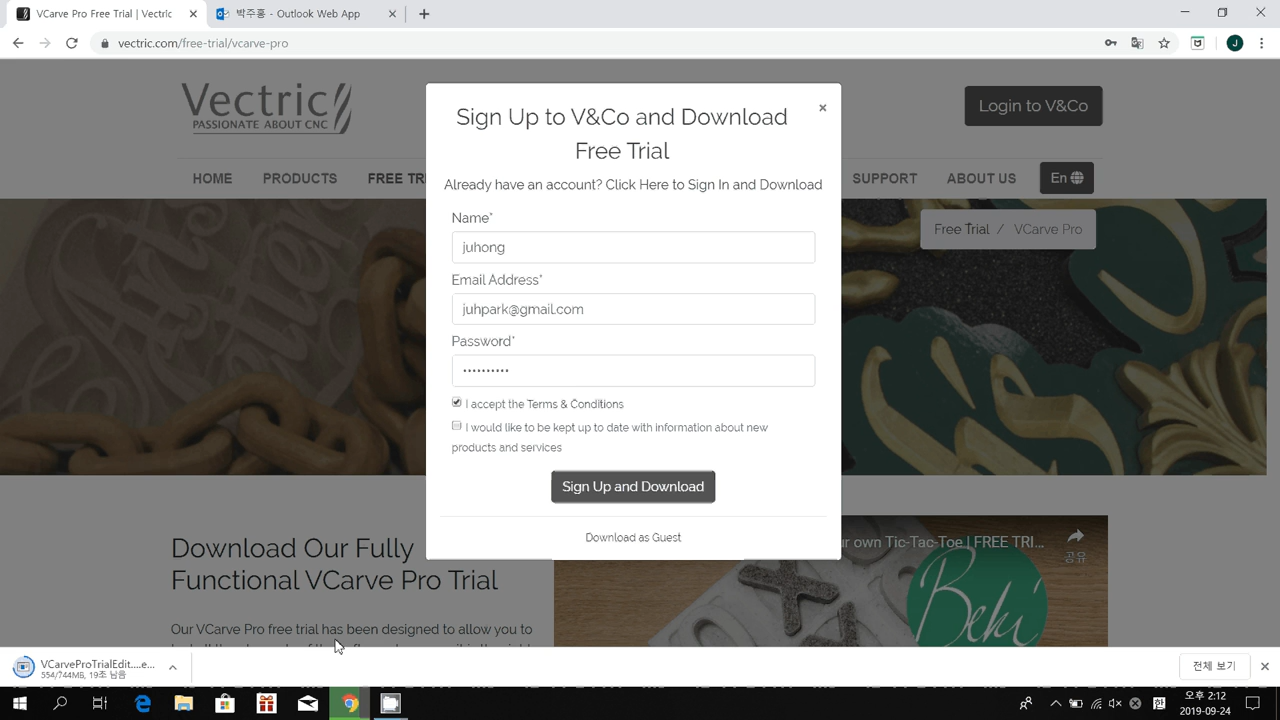 VCarve Pro Free Trial | Vectric
박주홍 - Outlook Web App
vectric.com/free-trial/vcarve-pro
J
Vectric
PASSIONATE ABOUT CNC
Login to V&Co
HOME
PRODUCTS
FREE TRI
SUPPORT
ABOUT US
En
Free Trial / VCarve Pro
Sign Up to V&Co and Download
Free Trial
×
Already have an account? Click Here to Sign In and Download
Name*
juhong
Email Address*
juhpark@gmail.com
Password*
••••••••••
I accept the Terms & Conditions
I would like to be kept up to date with information about new
products and services
Sign Up and Download
Download as Guest
Download Our Fully
Functional VCarve Pro Trial
Our VCarve Pro free trial has been designed to allow you to
ur own Tic-Tac-Toe | FREE TRI...
공유
Beki
VCarveProTrialEdit....e...
554/744MB, 19초 남음
전체 보기
한
오후 2:12
2019-09-24